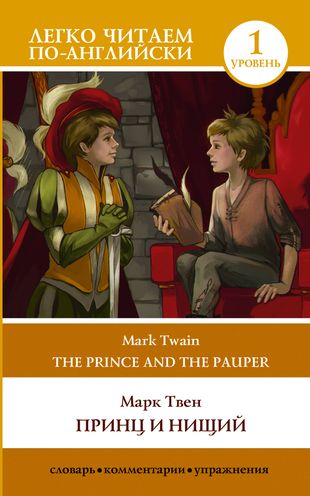 ЛЕГКО ЧИТАЕМ
ПО-АНГЛИЙСКИ
1
УРОВЕНЬ
Mark Twain
THE PRINCE AND THE PAUPER
Марк Твен
ПРИНЦ И НИЩИЙ
словарь • комментарии • упражнения